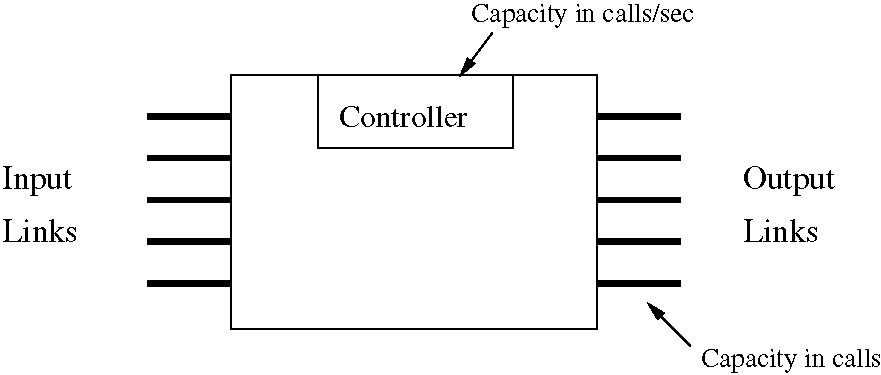 Capacity in calls/sec
Controller
Input
Links
Output
Links
Capacity in calls